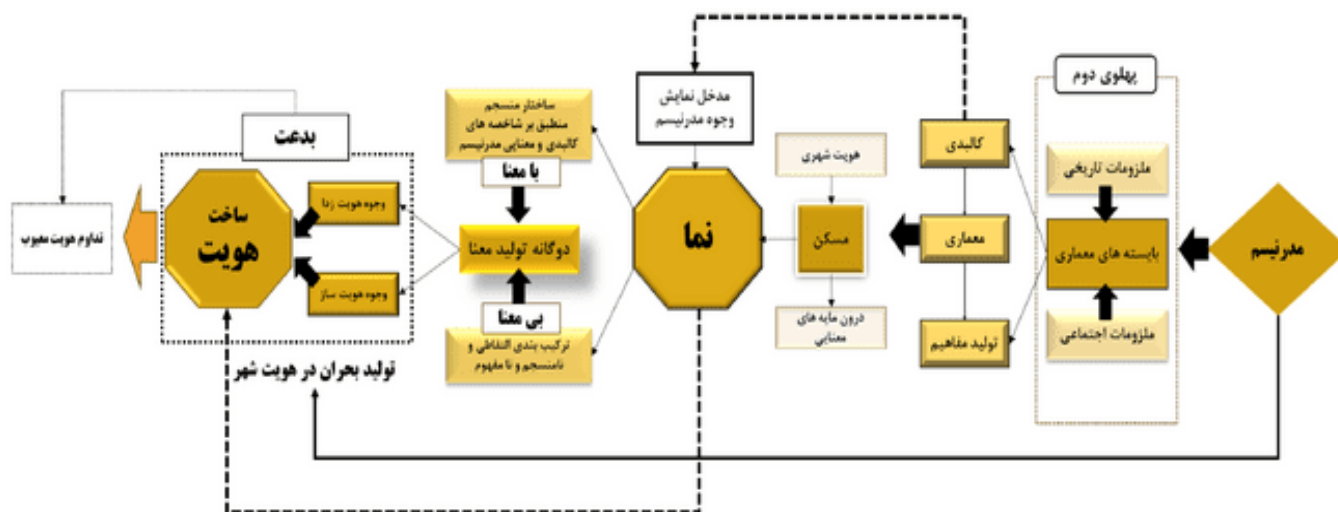 پهلوی دوم
مدرنیسم
ملزومات تاریخی
بایسته های معماری
ملزومات اجتماعی
کالبدی
معماری
تولید مفاهیم
هویت شهری
مسکن
درون مایه های
معنایی
مدخل نمایش
وجوه مدرنیسم
نما
ساختار منسجم
منطبق بر شاخصه های
کالبدی و معنایی مدرنیسم
با معنا
دوگانه تولید معنا
بی معنا
ترکیب بندی التقاطی و
نامنسجم و نا مفهوم
بدعت
وجوه هویت زدا
وجوه هویت ساز
ساخت
هویت
تولید بحران در هویت شهر
تداوم هویت معیوب